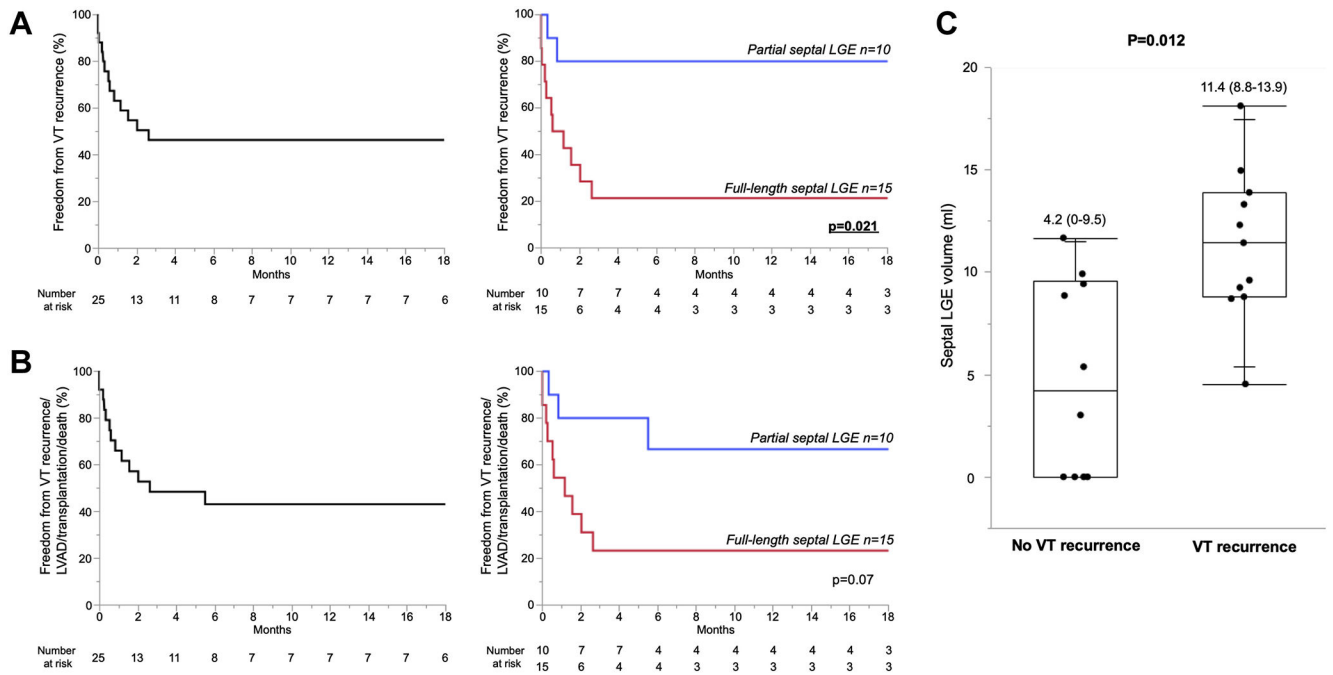 A
Freedom from VT recurrence (%)
100
80
60
40
20
0
0 2 4 6 8 10 12 14 16 18
Months
Number
at risk
25 13 11 8 7 7 7 7 7 6
Freedom from VT recurrence (%)
100
80
60
40
20
0
Partial septal LGE n=10
Full-length septal LGE n=15
p=0.021
0 2 4 6 8 10 12 14 16 18
Months
Number
at risk
10 7 7 4 4 4 4 4 4 3
15 6 4 4 3 3 3 3 3 3
B
Freedom from VT recurrence/
LVAD/transplantation/death (%)
100
80
60
40
20
0
0 2 4 6 8 10 12 14 16 18
Months
Number
at risk
25 13 11 8 7 7 7 7 7 6
Freedom from VT recurrence/
LVAD/transplantation/death (%)
100
80
60
40
20
0
Partial septal LGE n=10
Full-length septal LGE n=15
p=0.07
0 2 4 6 8 10 12 14 16 18
Months
Number
at risk
10 7 7 4 4 4 4 4 4 3
15 6 4 4 3 3 3 3 3 3
C
P=0.012
Septal LGE volume (ml)
20
15
10
5
0
11.4 (8.8-13.9)
4.2 (0-9.5)
No VT recurrence
VT recurrence